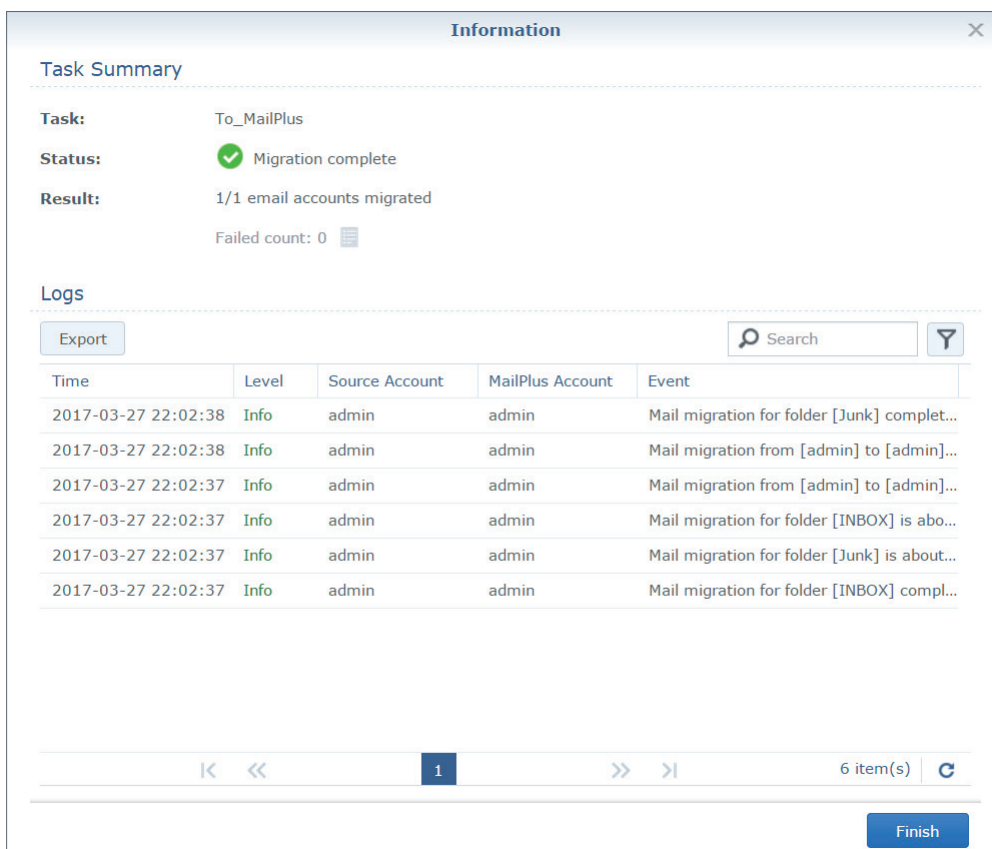 Information
Task Summary
Task: To_MailPlus
Status: Migration complete
Result: 1/1 email accounts migrated
Failed count: 0
Logs
Export Search
Time Level Source Account MailPlus Account Event
2017-03-27 22:02:38 Info admin admin Mail migration for folder [Junk] complet...
2017-03-27 22:02:38 Info admin admin Mail migration from [admin] to [admin]...
2017-03-27 22:02:37 Info admin admin Mail migration from [admin] to [admin]...
2017-03-27 22:02:37 Info admin admin Mail migration for folder [INBOX] is abo...
2017-03-27 22:02:37 Info admin admin Mail migration for folder [Junk] is about...
2017-03-27 22:02:37 Info admin admin Mail migration for folder [INBOX] compl...
1 6 item(s)
Finish